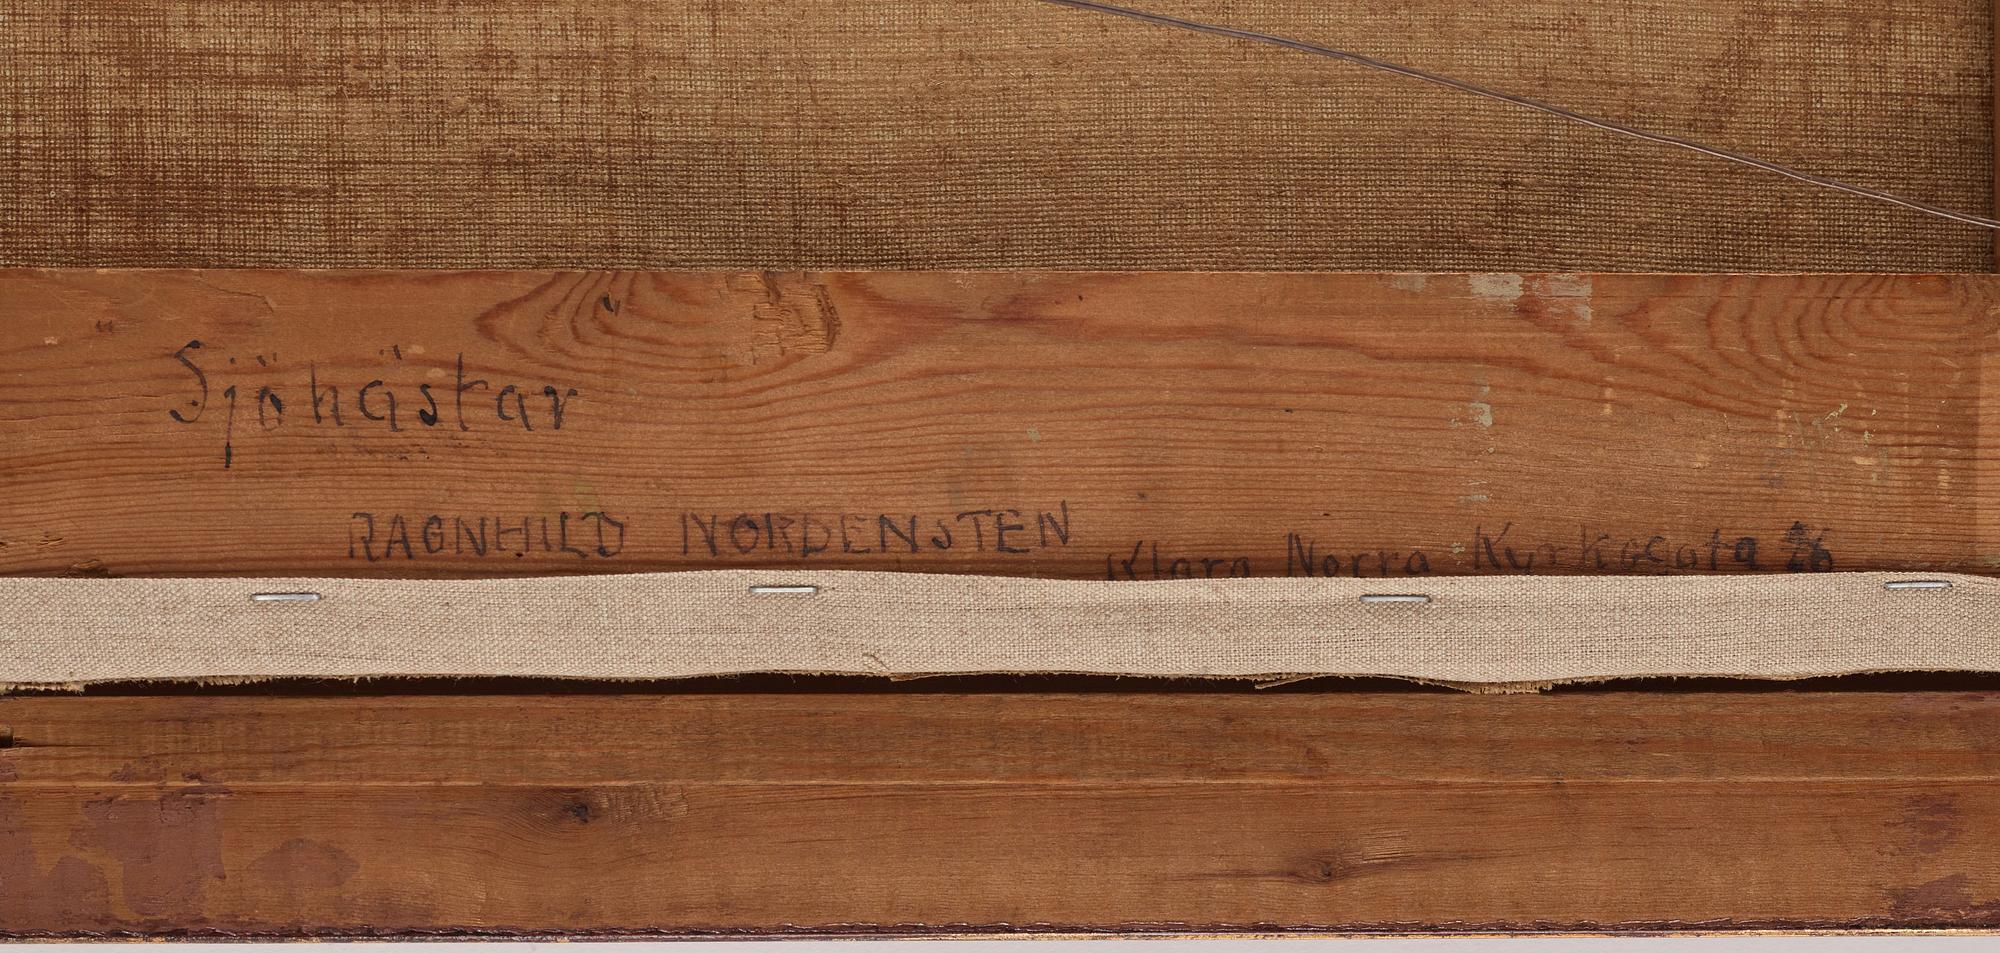 Sjöhästar
RAGNHILD NORDENSTEN
Klara Norra Kyrkogata 26